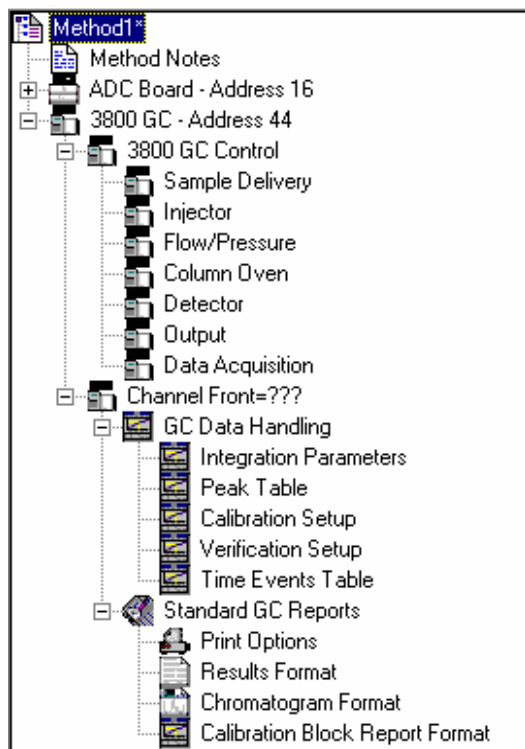 Method1*
Method Notes
ADC Board - Address 16
3800 GC - Address 44
3800 GC Control
Sample Delivery
Injector
Flow/Pressure
Column Oven
Detector
Output
Data Acquisition
Channel Front=???
GC Data Handling
Integration Parameters
Peak Table
Calibration Setup
Verification Setup
Time Events Table
Standard GC Reports
Print Options
Results Format
Chromatogram Format
Calibration Block Report Format